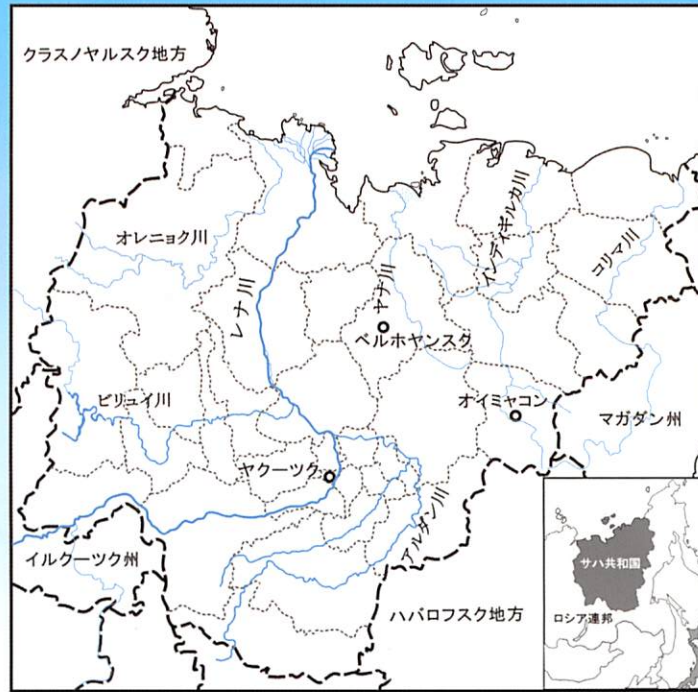 クラスノヤルスク地方
オレニョク川
レナ川
ヤナ川
インディギルカ川
コリマ川
ベルホヤンスク
ビリュイ川
オイミャコン
マガダン州
ヤクーツク
アルダン川
イルクーツク州
ハバロフスク地方
サハ共和国
ロシア連邦